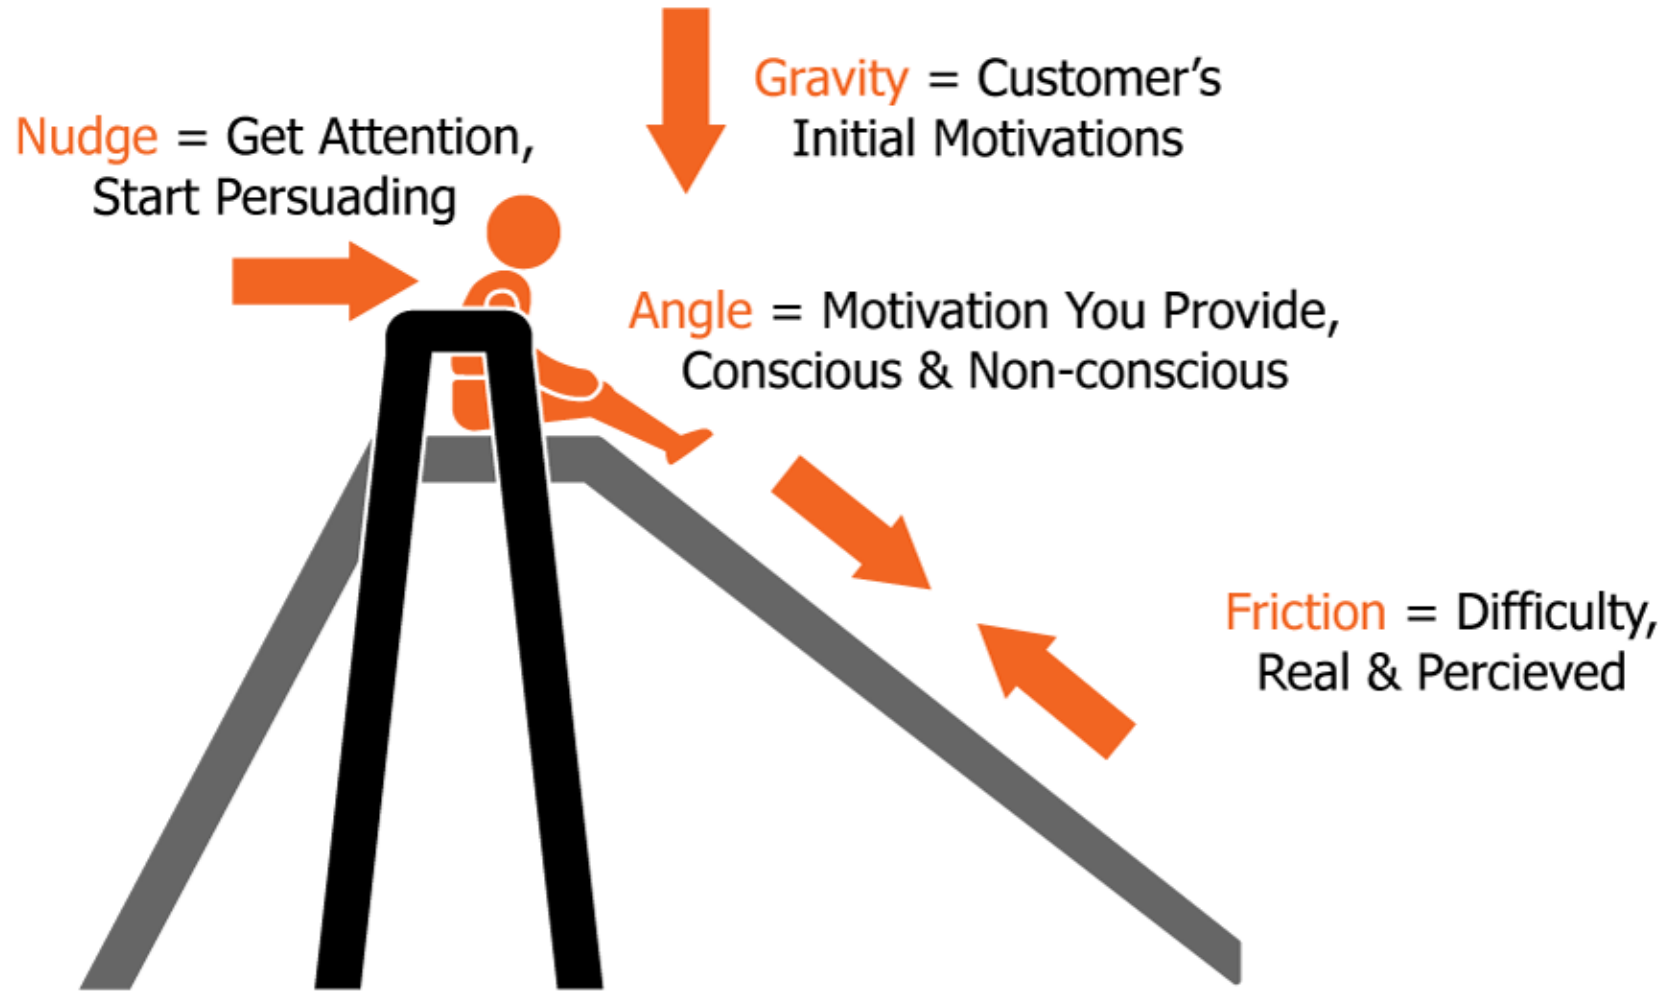 Gravity = Customer's
Initial Motivations
Nudge = Get Attention,
Start Persuading
Angle = Motivation You Provide,
Conscious & Non-conscious
Friction = Difficulty,
Real & Percieved